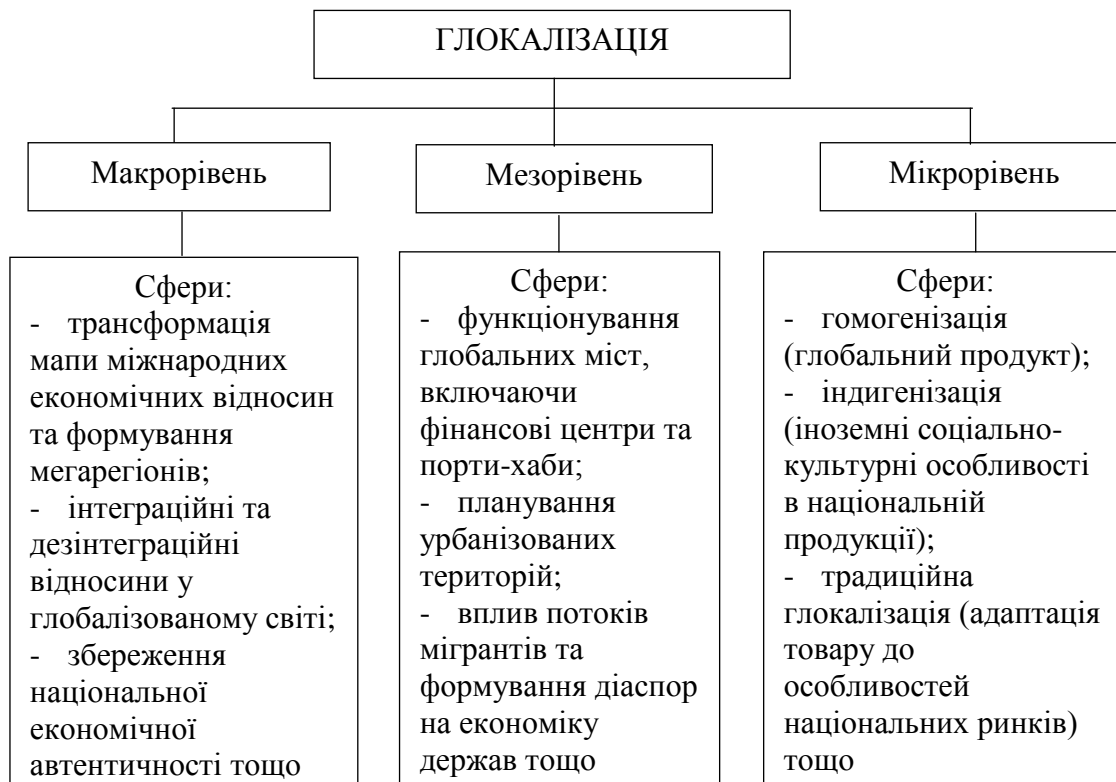 ГЛОКАЛІЗАЦІЯ
Макрорівень
Мезорівень
Мікрорівень
Сфери:
- трансформація
мапи міжнародних
економічних відносин
та формування
мегарегіонів;
- інтеграційні та
дезінтеграційні
відносини у
глобалізованому світі;
- збереження
національної
економічної
автентичності тощо
Сфери:
- функціонування
глобальних міст,
включаючи
фінансові центри та
порти-хаби;
- планування
урбанізованих
територій;
- вплив потоків
мігрантів та
формування діаспор
на економіку
держав тощо
Сфери:
- гомогенізація
(глобальний продукт);
- індигенізація
(іноземні соціально-
культурні особливості
в національній
продукції);
- традиційна
глокалізація (адаптація
товару до
особливостей
національних ринків)
тощо